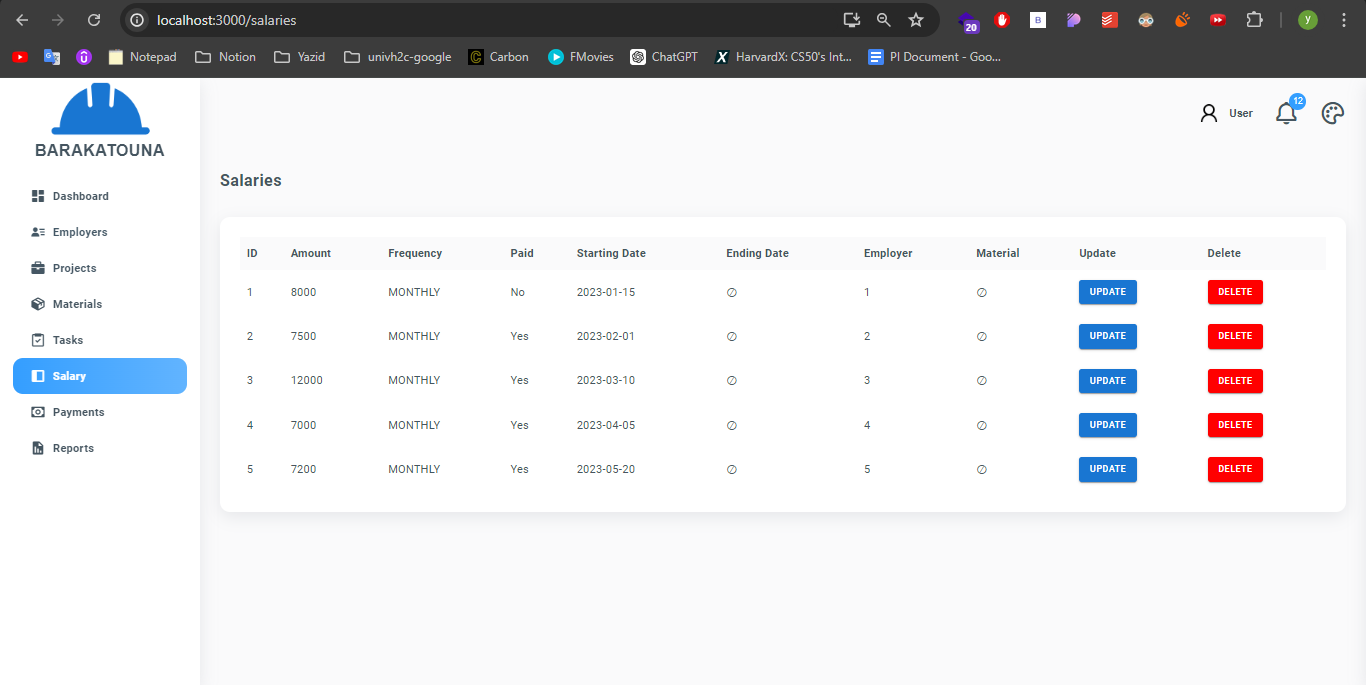 localhost:3000/salaries
20
B
y
Notepad
Notion
Yazid
univh2c-google
C
Carbon
FMovies
ChatGPT
X
HarvardX: CS50's Int...
PI Document - Goo...
BARAKATOUNA
User
12
Dashboard
Employers
Projects
Materials
Tasks
Salary
Payments
Reports
Salaries
ID Amount Frequency Paid Starting Date Ending Date Employer Material Update Delete
1 8000 MONTHLY No 2023-01-15 ∅ 1 ∅ UPDATE DELETE
2 7500 MONTHLY Yes 2023-02-01 ∅ 2 ∅ UPDATE DELETE
3 12000 MONTHLY Yes 2023-03-10 ∅ 3 ∅ UPDATE DELETE
4 7000 MONTHLY Yes 2023-04-05 ∅ 4 ∅ UPDATE DELETE
5 7200 MONTHLY Yes 2023-05-20 ∅ 5 ∅ UPDATE DELETE